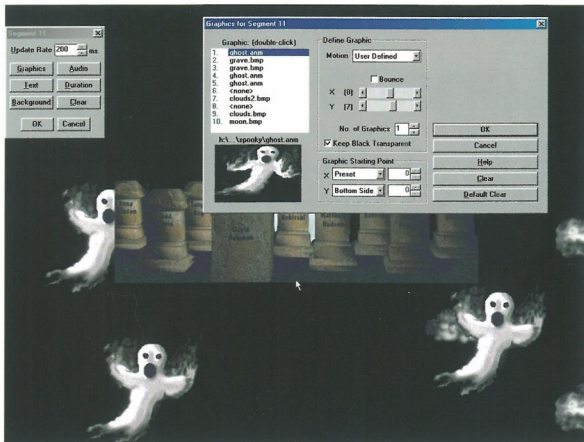 Segment 11
Update Rate 200 ms
Graphics Audio
Text Duration
Background Clear
OK Cancel
Graphics for Segment 11
Graphic: (double-click)
1. ghost.anm
2. grave.bmp
3. grave.bmp
4. ghost.anm
5. ghost.anm
6. <none>
7. clouds2.bmp
8. <none>
9. clouds.bmp
10. moon.bmp
h:\...\spooky\ghost.anm
Define Graphic
Motion User Defined
Bounce
X (0)
Y (7)
No. of Graphics 1
Keep Black Transparent
Graphic Starting Point
X Preset 0
Y Bottom Side 0
OK
Cancel
Help
Clear
Default Clear